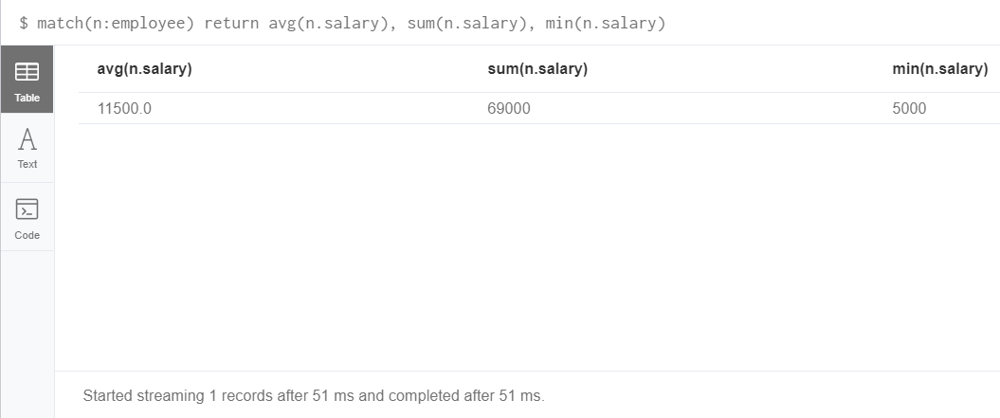 $ match(n:employee) return avg(n.salary), sum(n.salary), min(n.salary)
Table
Text
Code
avg(n.salary) sum(n.salary) min(n.salary)
11500.0 69000 5000
Started streaming 1 records after 51 ms and completed after 51 ms.